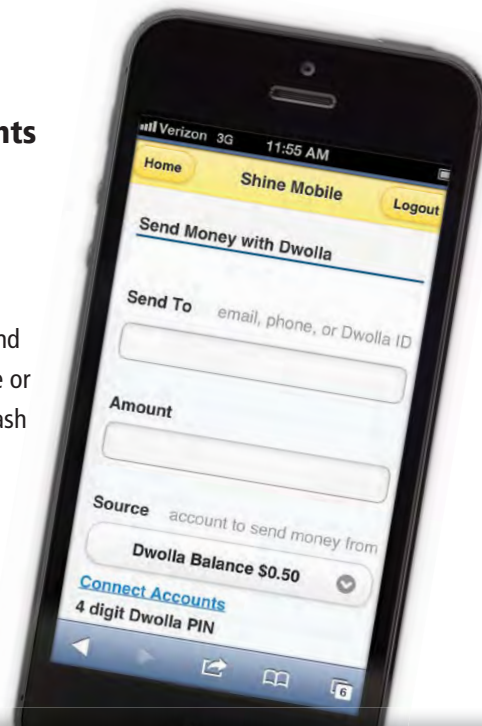 nts
nd
e or
ash
Verizon 3G 11:55 AM
Home Shine Mobile Logout
Send Money with Dwolla
Send To email, phone, or Dwolla ID
Amount
Source account to send money from
Dwolla Balance $0.50
Connect Accounts
4 digit Dwolla PIN
6